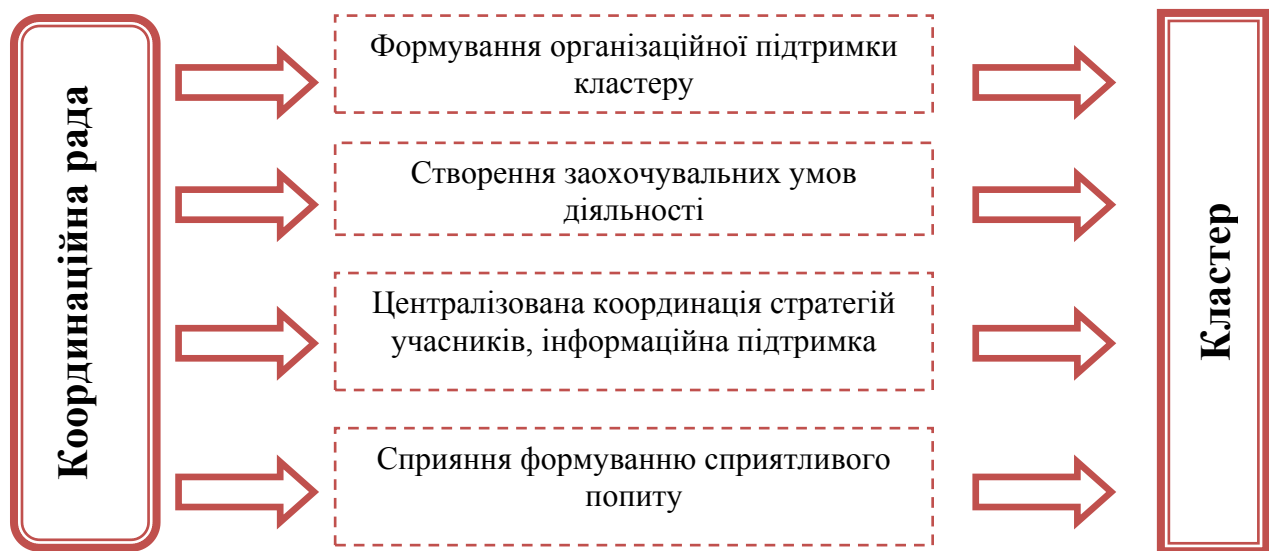 Координаційна рада
Формування організаційної підтримки
кластеру
Створення заохочувальних умов
діяльності
Централізована координація стратегій
учасників, інформаційна підтримка
Сприяння формуванню сприятливого
попиту
Кластер